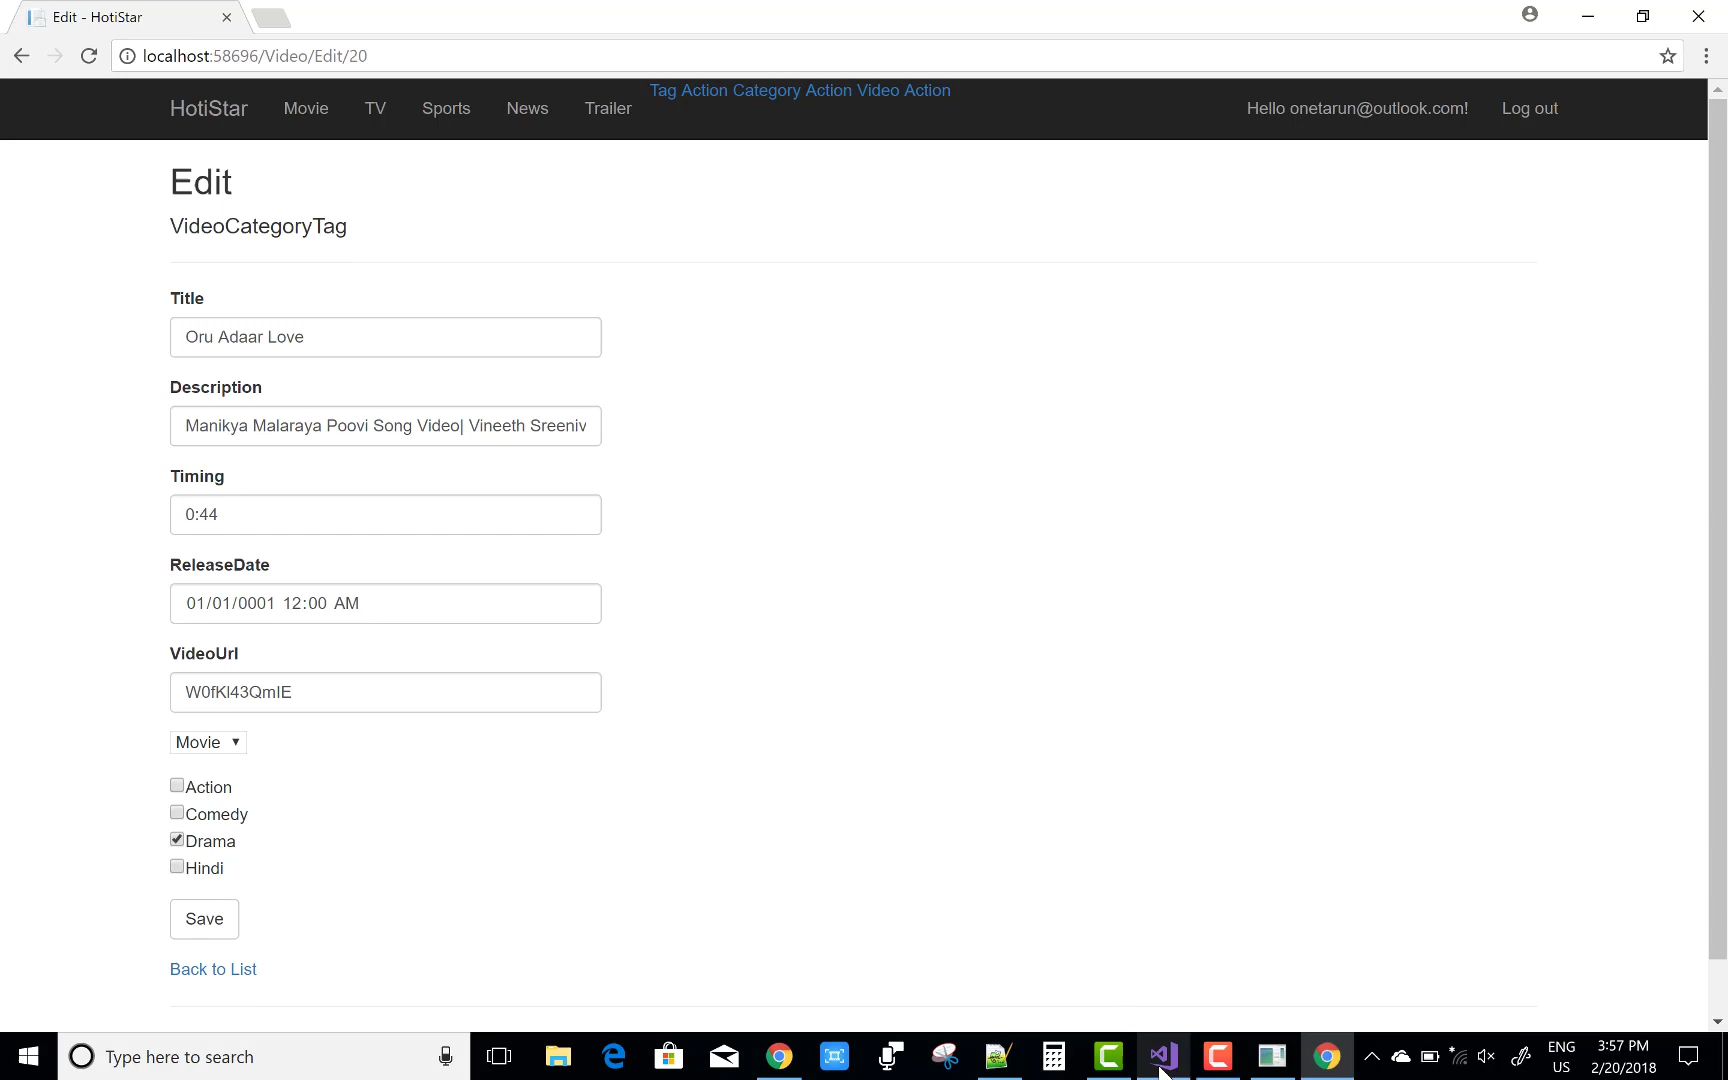 Edit - HotiStar
localhost:58696/Video/Edit/20
Tag Action Category Action Video Action
HotiStar Movie TV Sports News Trailer Hello onetarun@outlook.com! Log out
Edit
VideoCategoryTag
Title
Oru Adaar Love
Description
Manikya Malaraya Poovi Song Video| Vineeth Sreeniv
Timing
0:44
ReleaseDate
01/01/0001 12:00 AM
VideoUrl
W0fKl43QmIE
Movie
Action
Comedy
Drama
Hindi
Save
Back to List
Type here to search
ENG
US
3:57 PM
2/20/2018